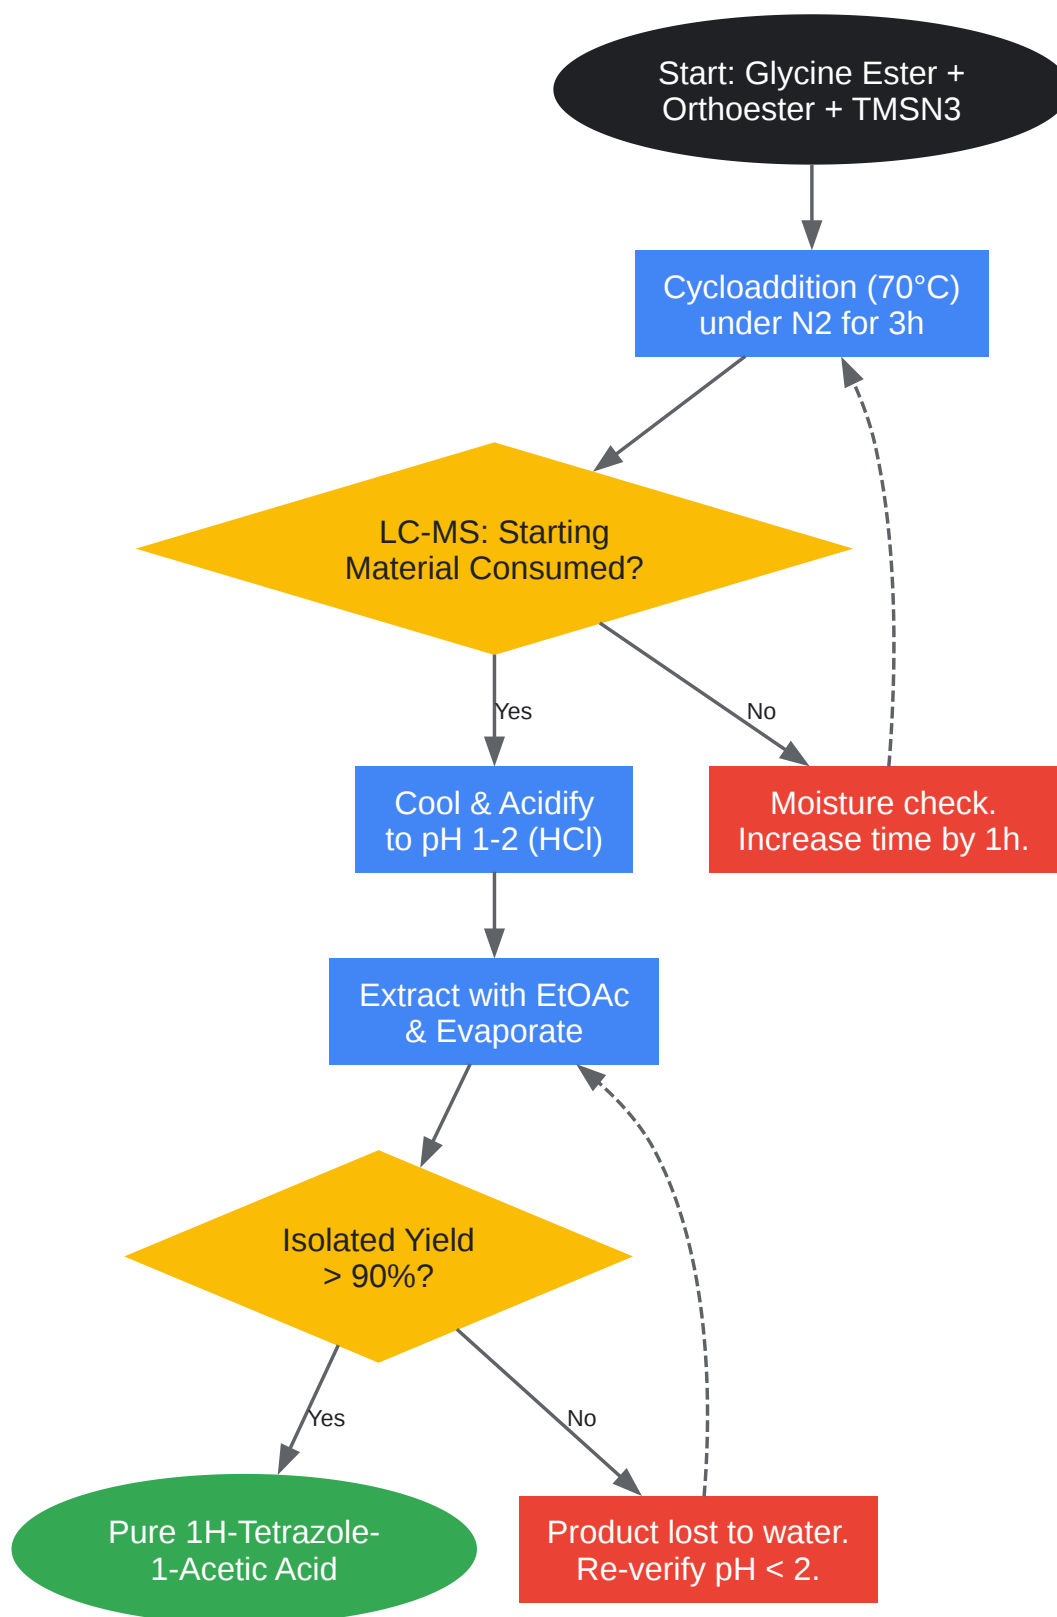 Start: Glycine Ester +
Orthoester + TMSN3
Cycloaddition (70°C)
under N2 for 3h
LC-MS: Starting
Material Consumed?
Yes
No
Cool & Acidify
to pH 1-2 (HCl)
Moisture check.
Increase time by 1h.
Extract with EtOAc
& Evaporate
Isolated Yield
> 90%?
Yes
No
Pure 1H-Tetrazole-
1-Acetic Acid
Product lost to water.
Re-verify pH < 2.